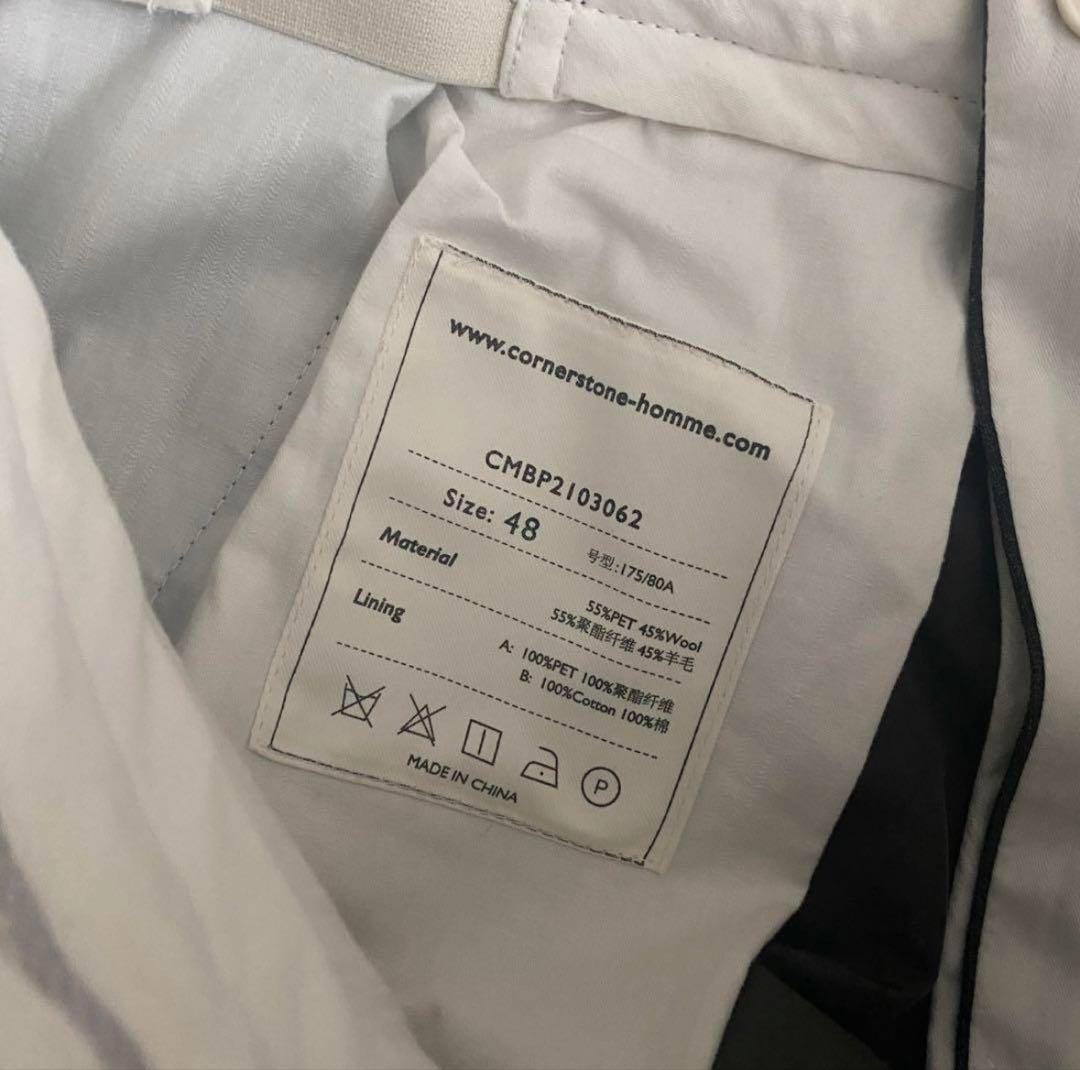 www.cornerstone-homme.com
CMBP2103062
Size: 48
号型:175/80A
Material
55%PET 45%Wool
55%聚酯纤维 45%羊毛
Lining
A: 100%PET 100%聚酯纤维
B: 100%Cotton 100%棉
P
MADE IN CHINA